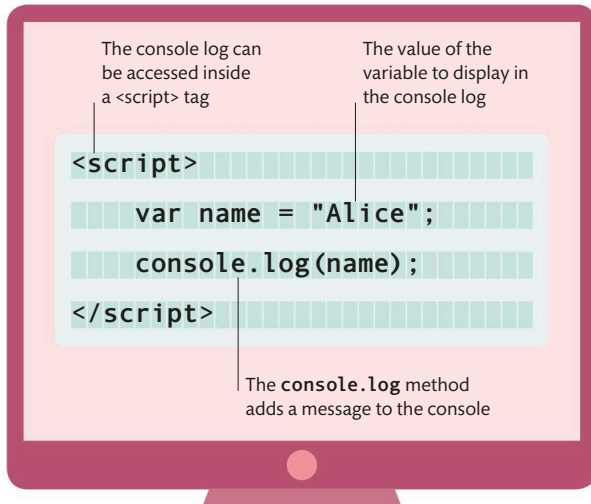 The console log can
be accessed inside
a <script> tag
The value of the
variable to display in
the console log
<script>
var name = "Alice";
console.log(name);
</script>
The console.log method
adds a message to the console